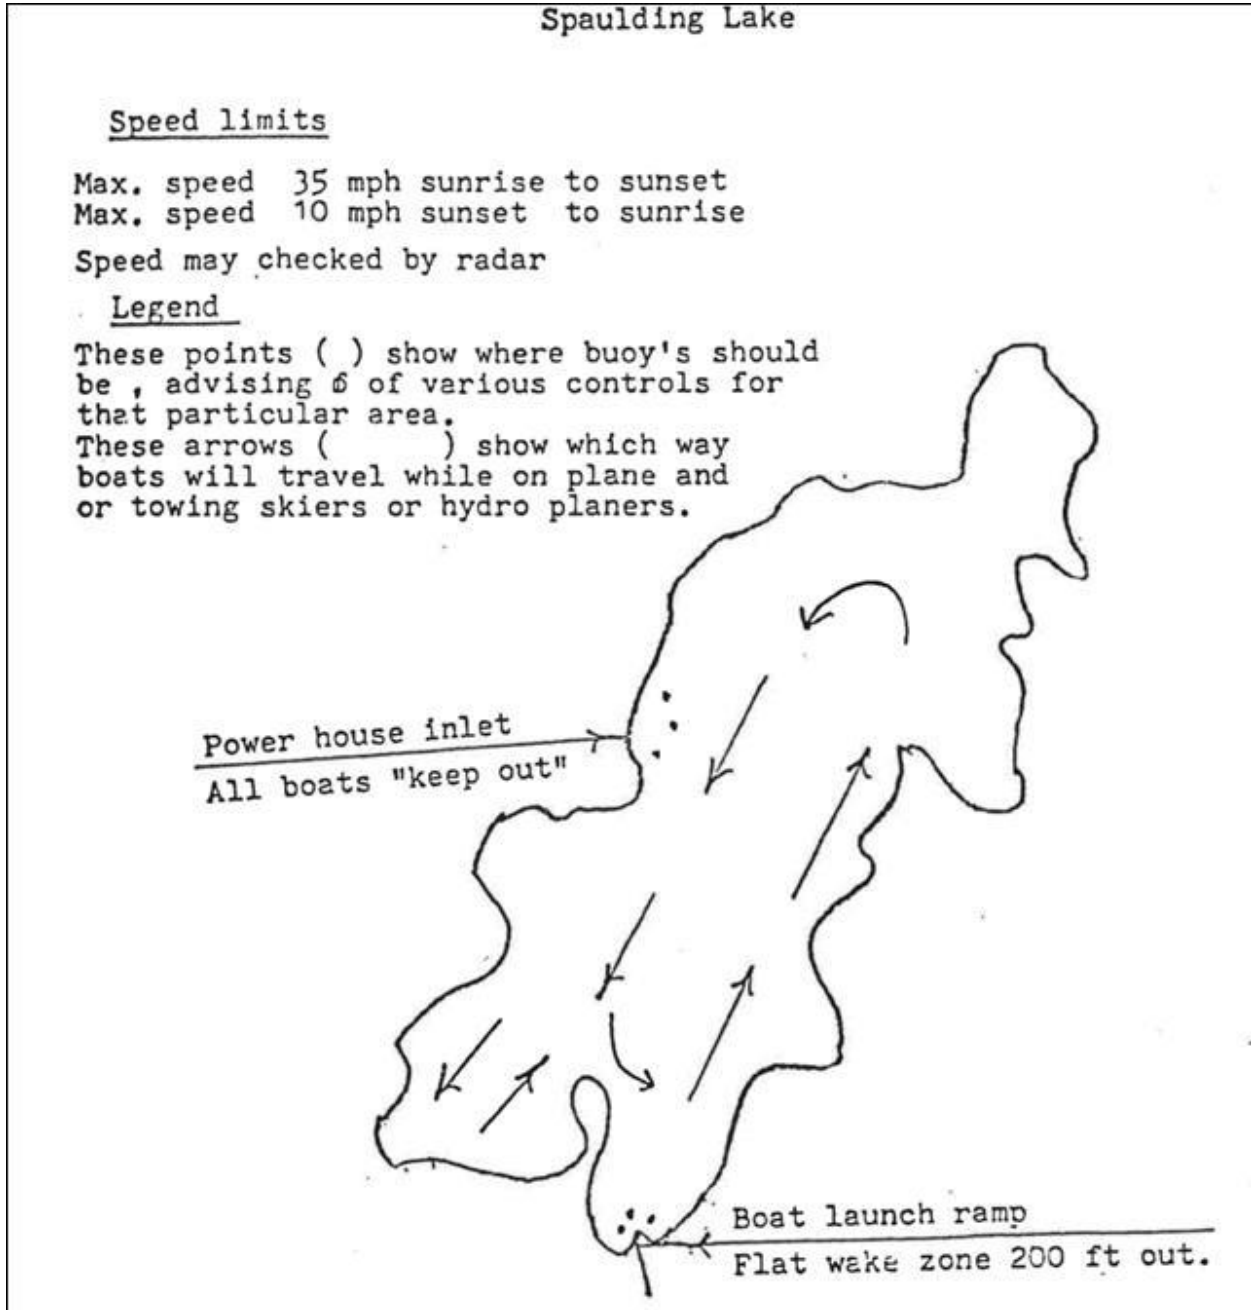 Spaulding Lake
Speed limits
Max. speed 35 mph sunrise to sunset
Max. speed 10 mph sunset to sunrise
Speed may checked by radar
Legend
These points ( ) show where buoy's should
be , advising of various controls for
that particular area.
These arrows ( ) show which way
boats will travel while on plane and
or towing skiers or hydro planers.
Power house inlet
All boats "keep out"
Boat launch ramp
Flat wake zone 200 ft out.